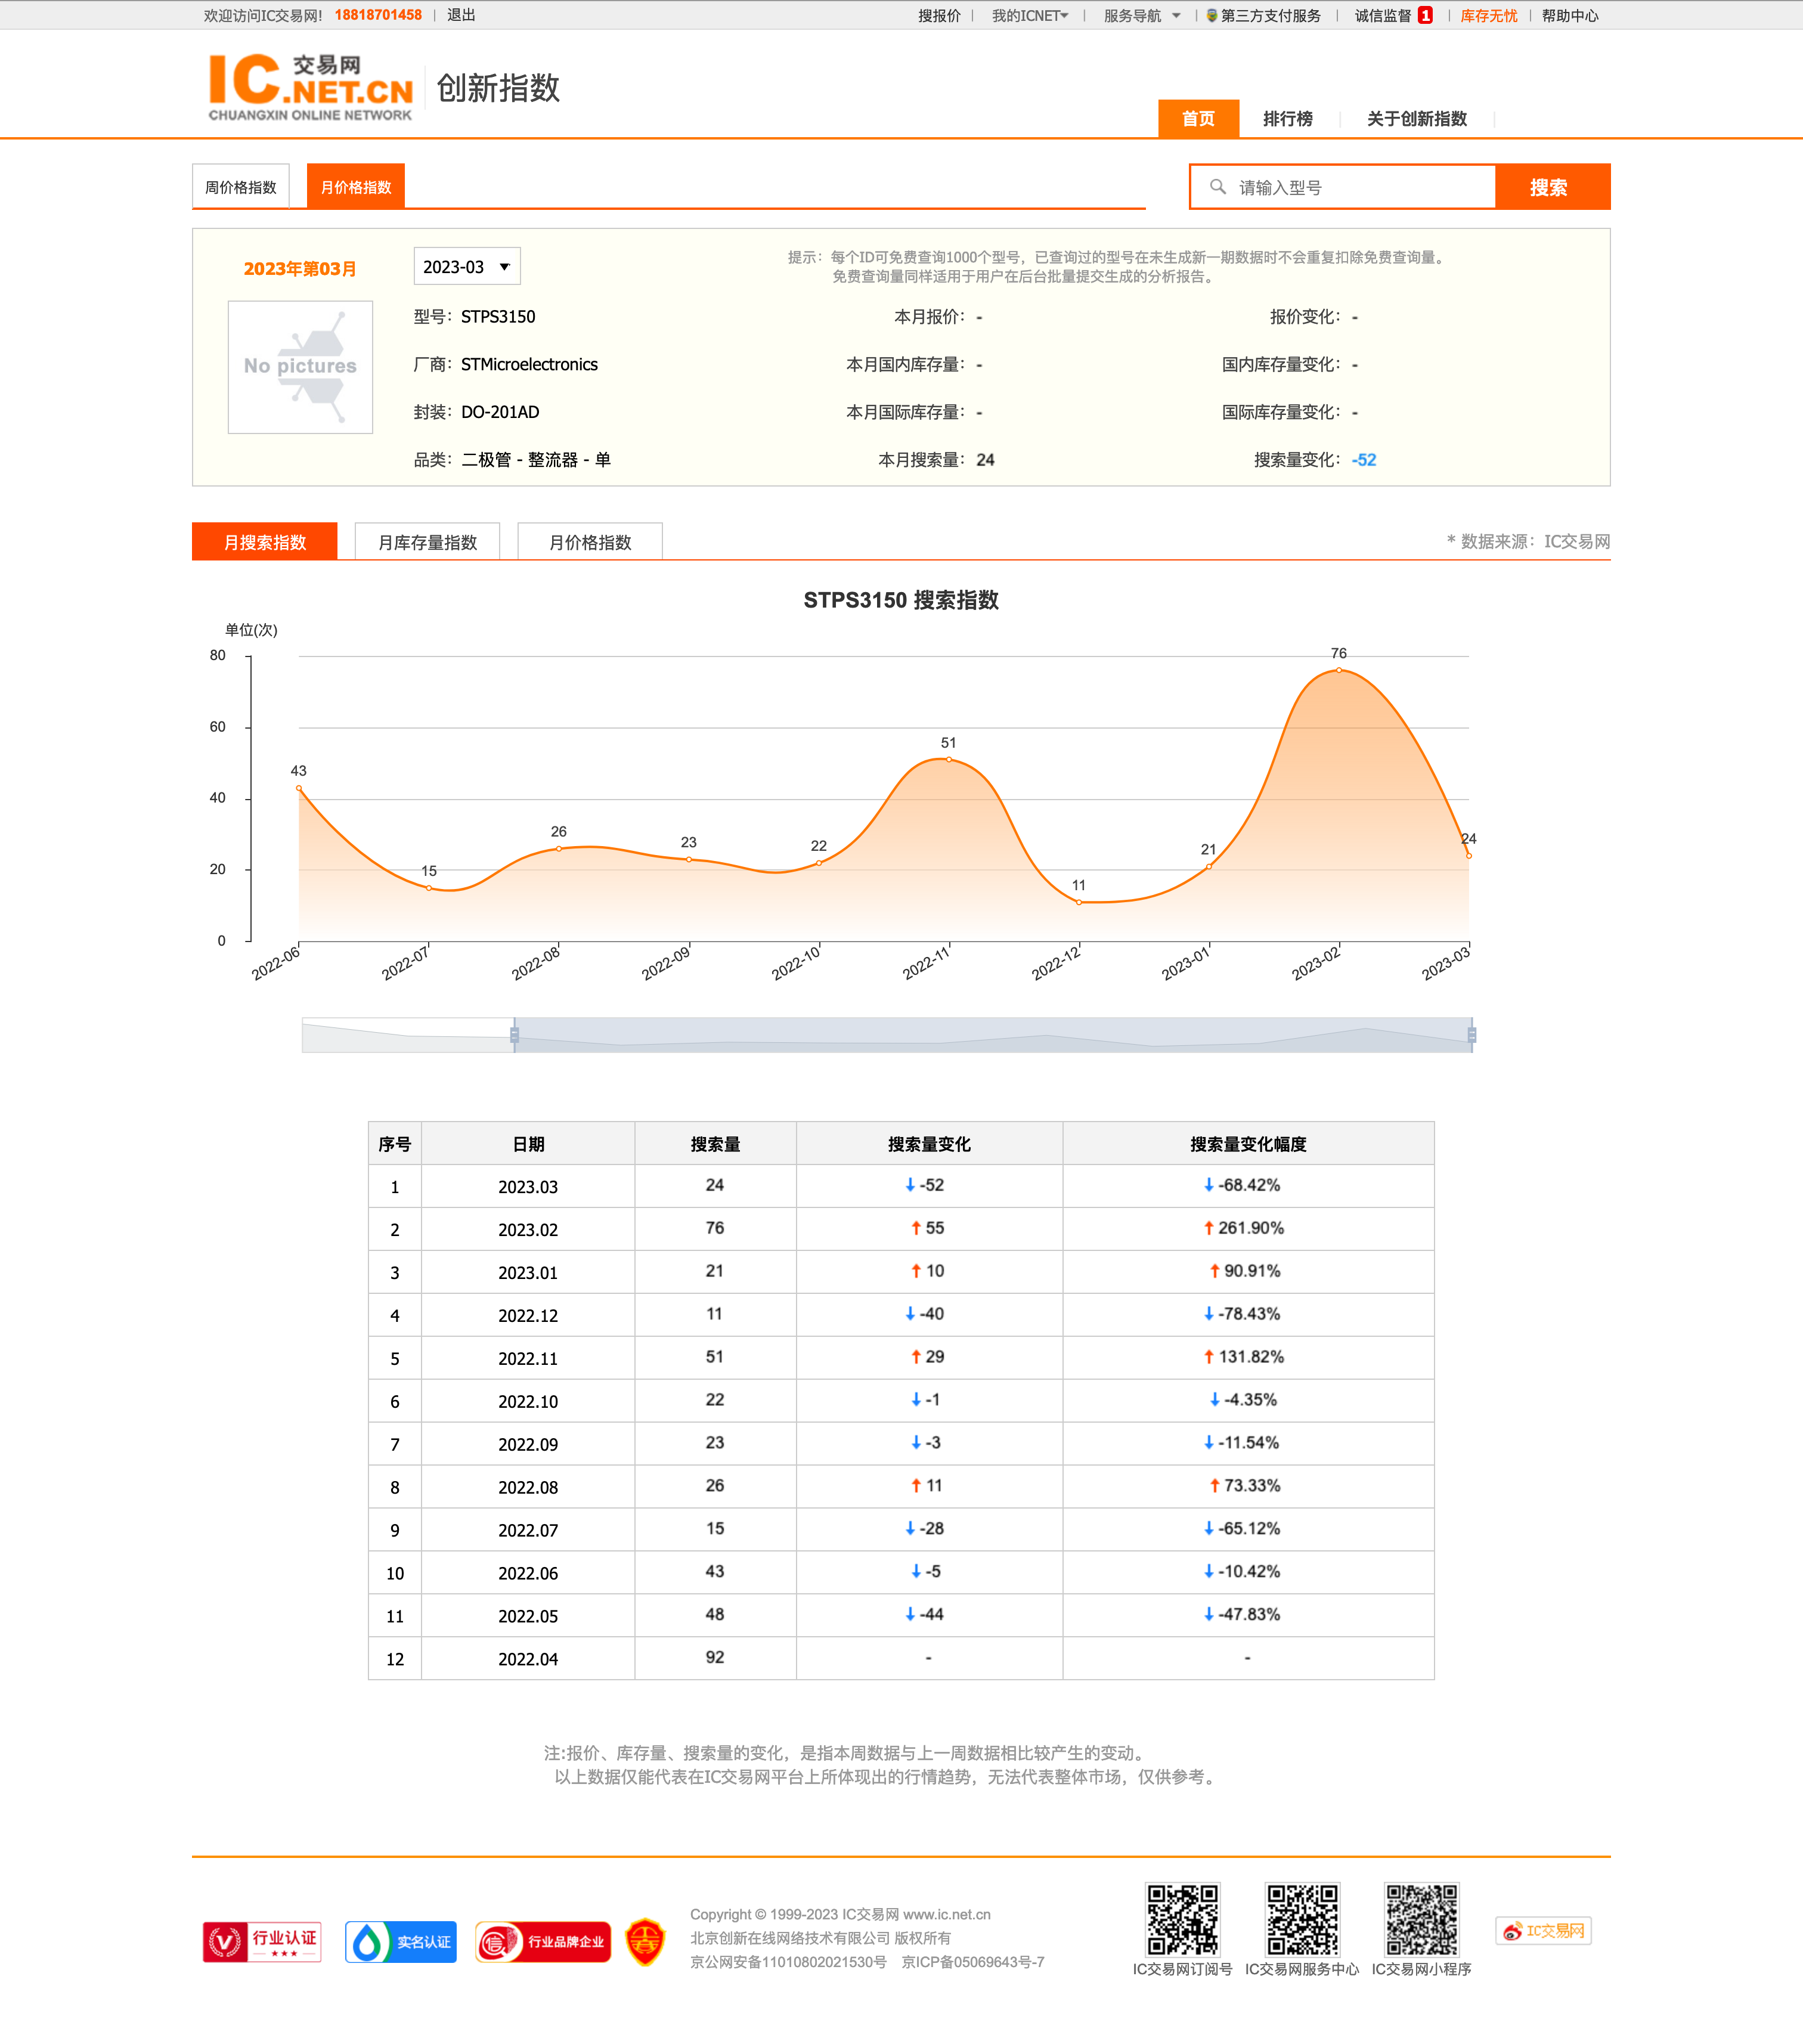 欢迎访问IC交易网! 18818701458 | 退出 搜报价 | 我的ICNET | 服务导航 | 第三方支付服务 | 诚信监督 1 | 库存无忧 | 帮助中心
IC 交易网 .NET.CN
CHUANGXIN ONLINE NETWORK
创新指数
首页 排行榜 关于创新指数
周价格指数 月价格指数 请输入型号 搜索
2023年第03月 2023-03
提示：每个ID可免费查询1000个型号，已查询过的型号在未生成新一期数据时不会重复扣除免费查询量。
免费查询量同样适用于用户在后台批量提交生成的分析报告。
No pictures
型号：STPS3150 本月报价：- 报价变化：-
厂商：STMicroelectronics 本月国内库存量：- 国内库存量变化：-
封装：DO-201AD 本月国际库存量：- 国际库存量变化：-
品类：二极管 - 整流器 - 单 本月搜索量：24 搜索量变化：-52
月搜索指数 月库存量指数 月价格指数 * 数据来源：IC交易网
STPS3150 搜索指数
单位(次)
80
60
40
20
0
43 15 26 23 22 51 11 21 76 24
2022-06 2022-07 2022-08 2022-09 2022-10 2022-11 2022-12 2023-01 2023-02 2023-03
序号 日期 搜索量 搜索量变化 搜索量变化幅度
1 2023.03 24 ↓ -52 ↓ -68.42%
2 2023.02 76 ↑ 55 ↑ 261.90%
3 2023.01 21 ↑ 10 ↑ 90.91%
4 2022.12 11 ↓ -40 ↓ -78.43%
5 2022.11 51 ↑ 29 ↑ 131.82%
6 2022.10 22 ↓ -1 ↓ -4.35%
7 2022.09 23 ↓ -3 ↓ -11.54%
8 2022.08 26 ↑ 11 ↑ 73.33%
9 2022.07 15 ↓ -28 ↓ -65.12%
10 2022.06 43 ↓ -5 ↓ -10.42%
11 2022.05 48 ↓ -44 ↓ -47.83%
12 2022.04 92 - -
注:报价、库存量、搜索量的变化，是指本周数据与上一周数据相比较产生的变动。
以上数据仅能代表在IC交易网平台上所体现出的行情趋势，无法代表整体市场，仅供参考。
行业认证
实名认证
信 行业品牌企业
Copyright © 1999-2023 IC交易网 www.ic.net.cn
北京创新在线网络技术有限公司 版权所有
京公网安备11010802021530号 京ICP备05069643号-7
IC交易网订阅号 IC交易网服务中心 IC交易网小程序
IC交易网